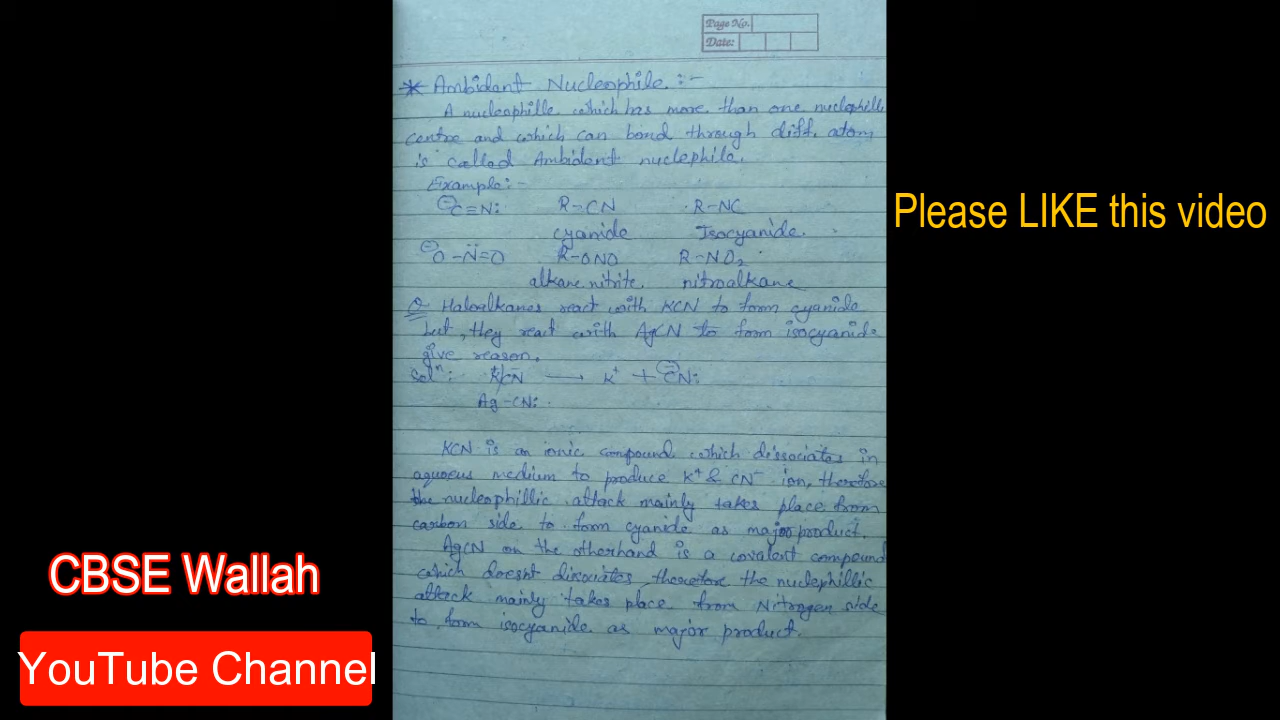 Page No.
Date:
* Ambident Nucleophile :-
A nucleophille which has more than one nucleophille
centre and which can bond through diff. atom
is called Ambident nuclephile.
Example:-
⊖C≡N: R-CN R-NC
cyanide Isocyanide.
⊖O-N̈=O R-ONO R-NO2
alkane nitrite. nitroalkane
Q Haloalkanes react with KCN to form cyanide
but, they react with AgCN to form isocyanide
give reason.
Solⁿ: K⁺CN⁻ ⟶ K⁺ + ⊖CN:
Ag-CN:
KCN is an ionic compound which dissociates in
aqueous medium to produce K⁺ & CN⁻ ion, therefore
the nucleophillic attack mainly takes place from
carbon side to form cyanide as major product.
AgCN on the otherhand is a covalent compound
which doesnt dissociates, therefore the nuclephillic
attack mainly takes place from Nitrogen side
to form isocyanide as major product.
Please LIKE this video
CBSE Wallah
YouTube Channel